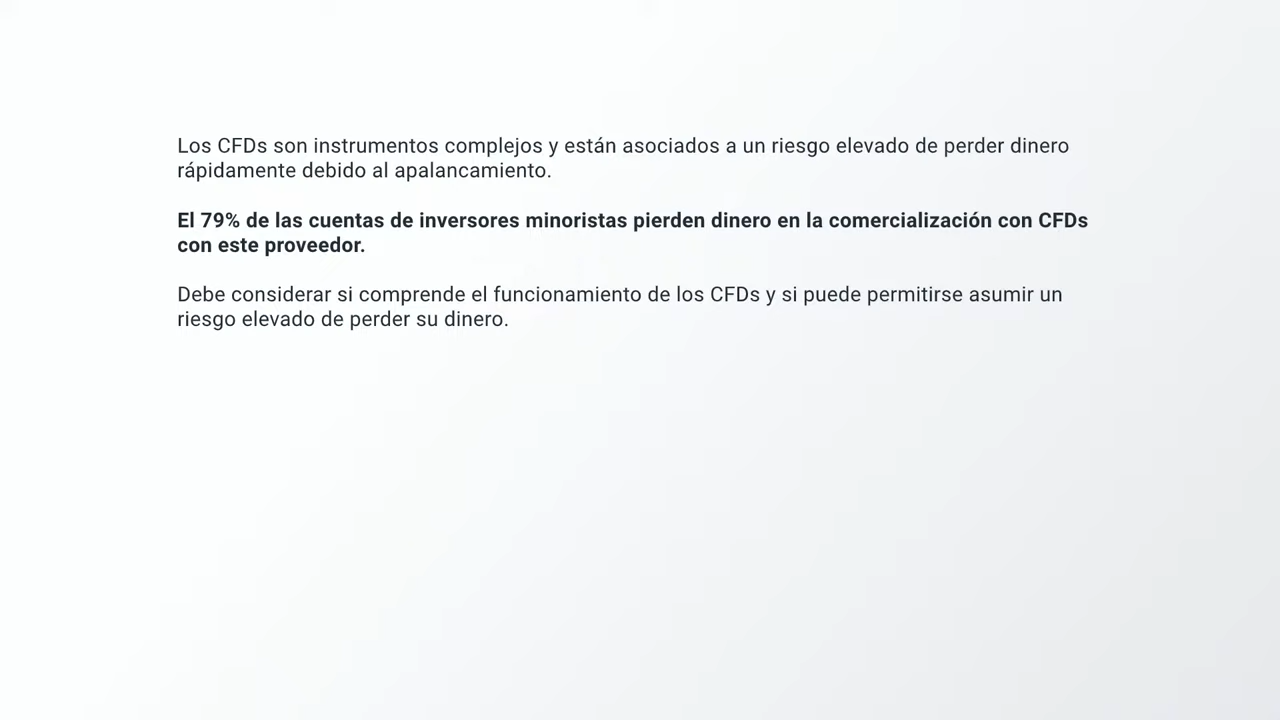 Los CFDs son instrumentos complejos y están asociados a un riesgo elevado de perder dinero
rápidamente debido al apalancamiento.
El 79% de las cuentas de inversores minoristas pierden dinero en la comercialización con CFDs
con este proveedor.
Debe considerar si comprende el funcionamiento de los CFDs y si puede permitirse asumir un
riesgo elevado de perder su dinero.